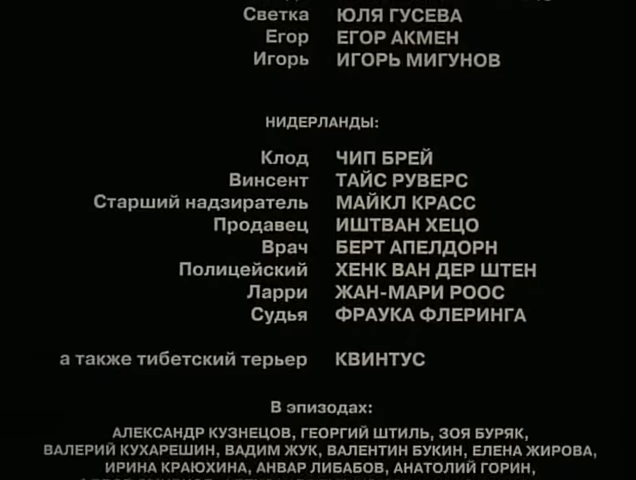 Светка ЮЛЯ ГУСЕВА
Егор ЕГОР АКМЕН
Игорь ИГОРЬ МИГУНОВ
НИДЕРЛАНДЫ:
Клод ЧИП БРЕЙ
Винсент ТАЙС РУВЕРС
Старший надзиратель МАЙКЛ КРАСС
Продавец ИШТВАН ХЕЦО
Врач БЕРТ АПЕЛДОРН
Полицейский ХЕНК ВАН ДЕР ШТЕН
Ларри ЖАН-МАРИ РООС
Судья ФРАУКА ФЛЕРИНГА
а также тибетский терьер КВИНТУС
В эпизодах:
АЛЕКСАНДР КУЗНЕЦОВ, ГЕОРГИЙ ШТИЛЬ, ЗОЯ БУРЯК,
ВАЛЕРИЙ КУХАРЕШИН, ВАДИМ ЖУК, ВАЛЕНТИН БУКИН, ЕЛЕНА ЖИРОВА,
ИРИНА КРАЮХИНА, АНВАР ЛИБАБОВ, АНАТОЛИЙ ГОРИН,